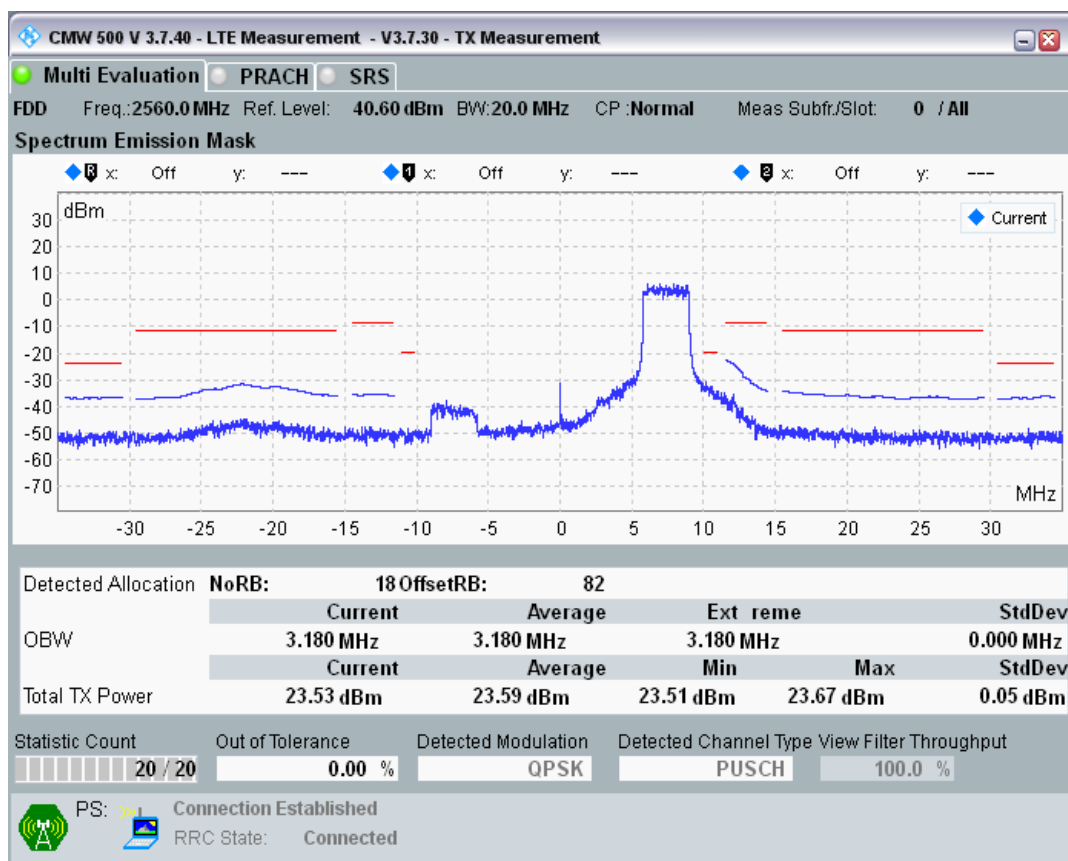 CMW 500 V 3.7.40 - LTE Measurement - V3.7.30 - TX Measurement
Multi Evaluation PRACH SRS
FDD Freq.:2560.0 MHz Ref. Level: 40.60 dBm BW:20.0 MHz CP :Normal Meas Subfr./Slot: 0 / All
Spectrum Emission Mask
R x: Off y: --- 1 x: Off y: --- 2 x: Off y: ---
dBm
Current
30
20
10
0
-10
-20
-30
-40
-50
-60
-70
MHz
-30 -25 -20 -15 -10 -5 0 5 10 15 20 25 30
Detected Allocation NoRB: 18 OffsetRB: 82
Current Average Ext reme StdDev
OBW 3.180 MHz 3.180 MHz 3.180 MHz 0.000 MHz
Current Average Min Max StdDev
Total TX Power 23.53 dBm 23.59 dBm 23.51 dBm 23.67 dBm 0.05 dBm
Statistic Count Out of Tolerance Detected Modulation Detected Channel Type View Filter Throughput
20 / 20 0.00 % QPSK PUSCH 100.0 %
PS: Connection Established
RRC State: Connected